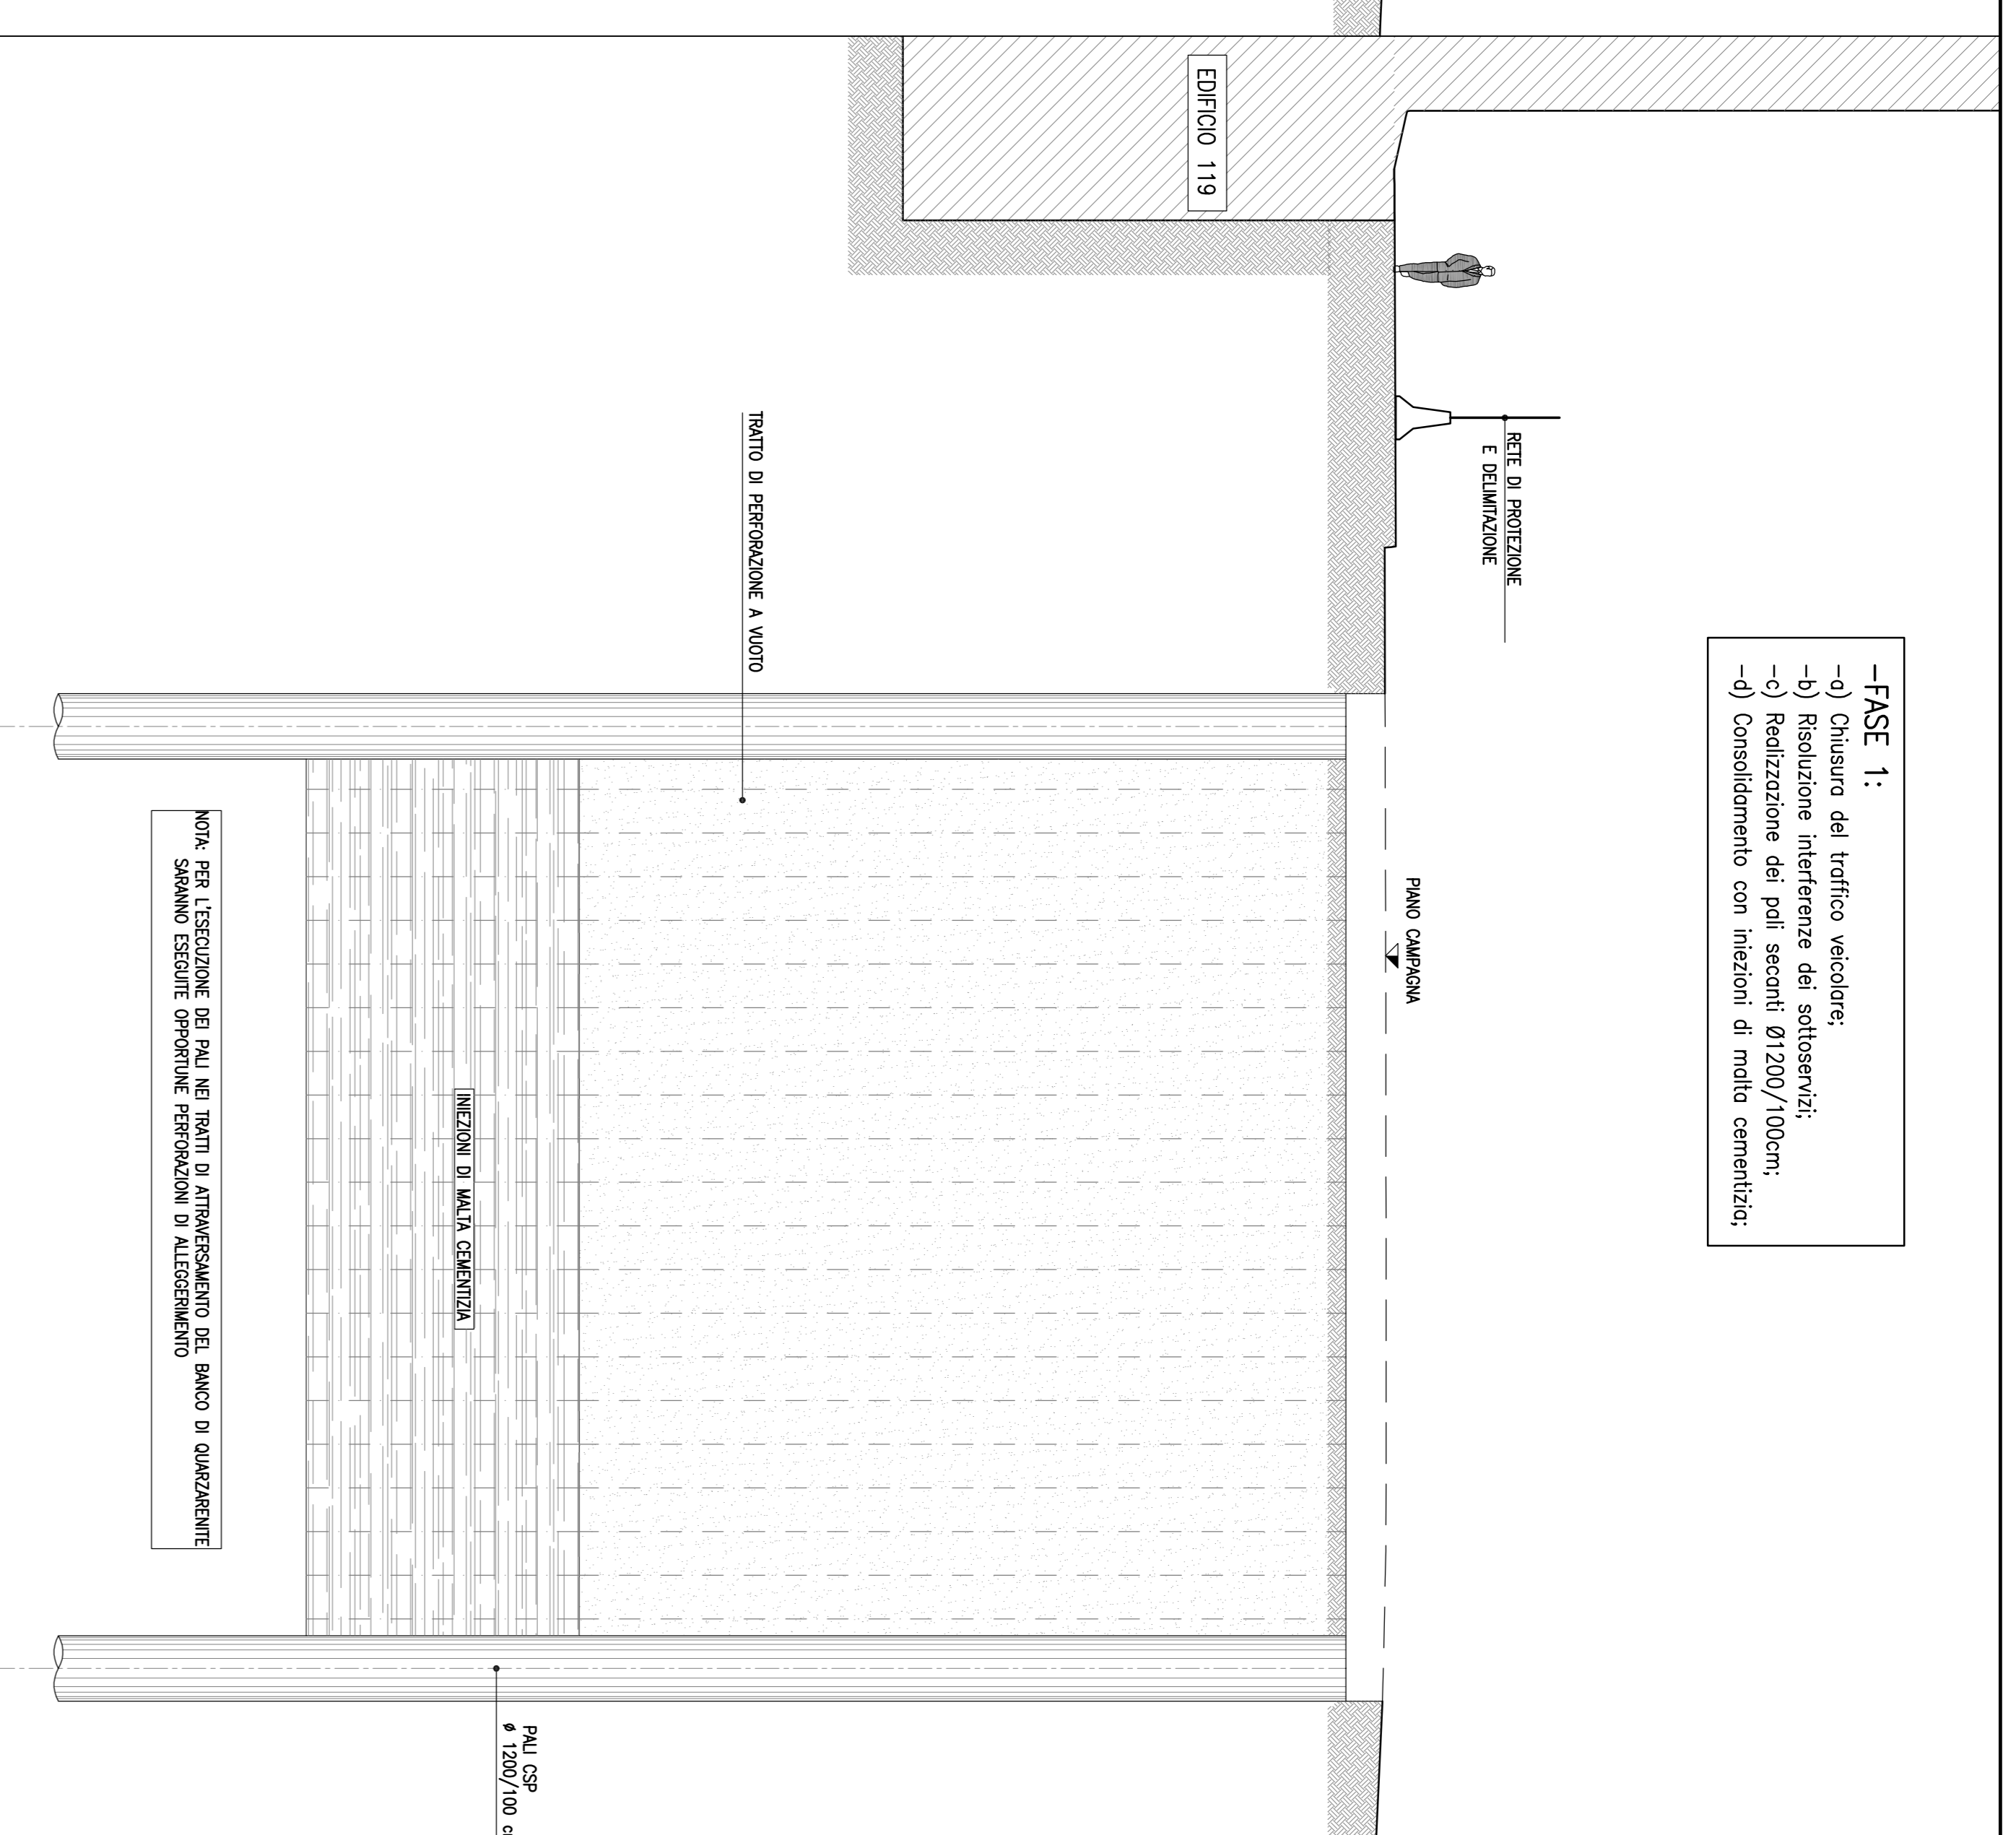 -FASE 1:
-a) Chiusura del traffico veicolare;
-b) Risoluzione interferenze dei sottoservizi;
-c) Realizzazione dei pali secanti Ø1200/100cm;
-d) Consolidamento con iniezioni di malta cementizia;
RETE DI PROTEZIONE
E DELIMITAZIONE
PIANO CAMPAGNA
EDIFICIO 119
TRATTO DI PERFORAZIONE A VUOTO
PALI CSP
ø 1200/100
INIEZIONI DI MALTA CEMENTIZIA
NOTA: PER L'ESECUZIONE DEI PALI NEI TRATTI DI ATTRAVERSAMENTO DEL BANCO DI QUARZARENITE
SARANNO ESEGUITE OPPORTUNE PERFORAZIONI DI ALLEGGERIMENTO